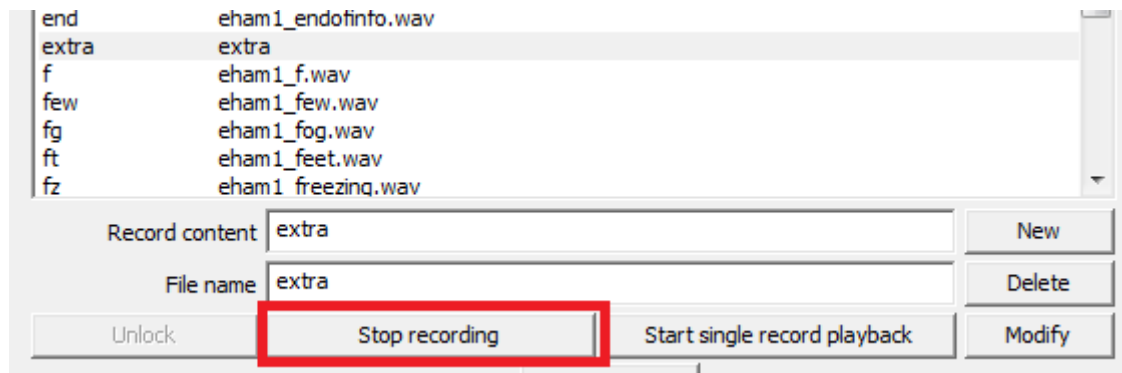 end eham1_endofinfo.wav
extra extra
f eham1_f.wav
few eham1_few.wav
fg eham1_fog.wav
ft eham1_feet.wav
fz eham1_freezing.wav
Record content extra New
File name extra Delete
Unlock Stop recording Start single record playback Modify